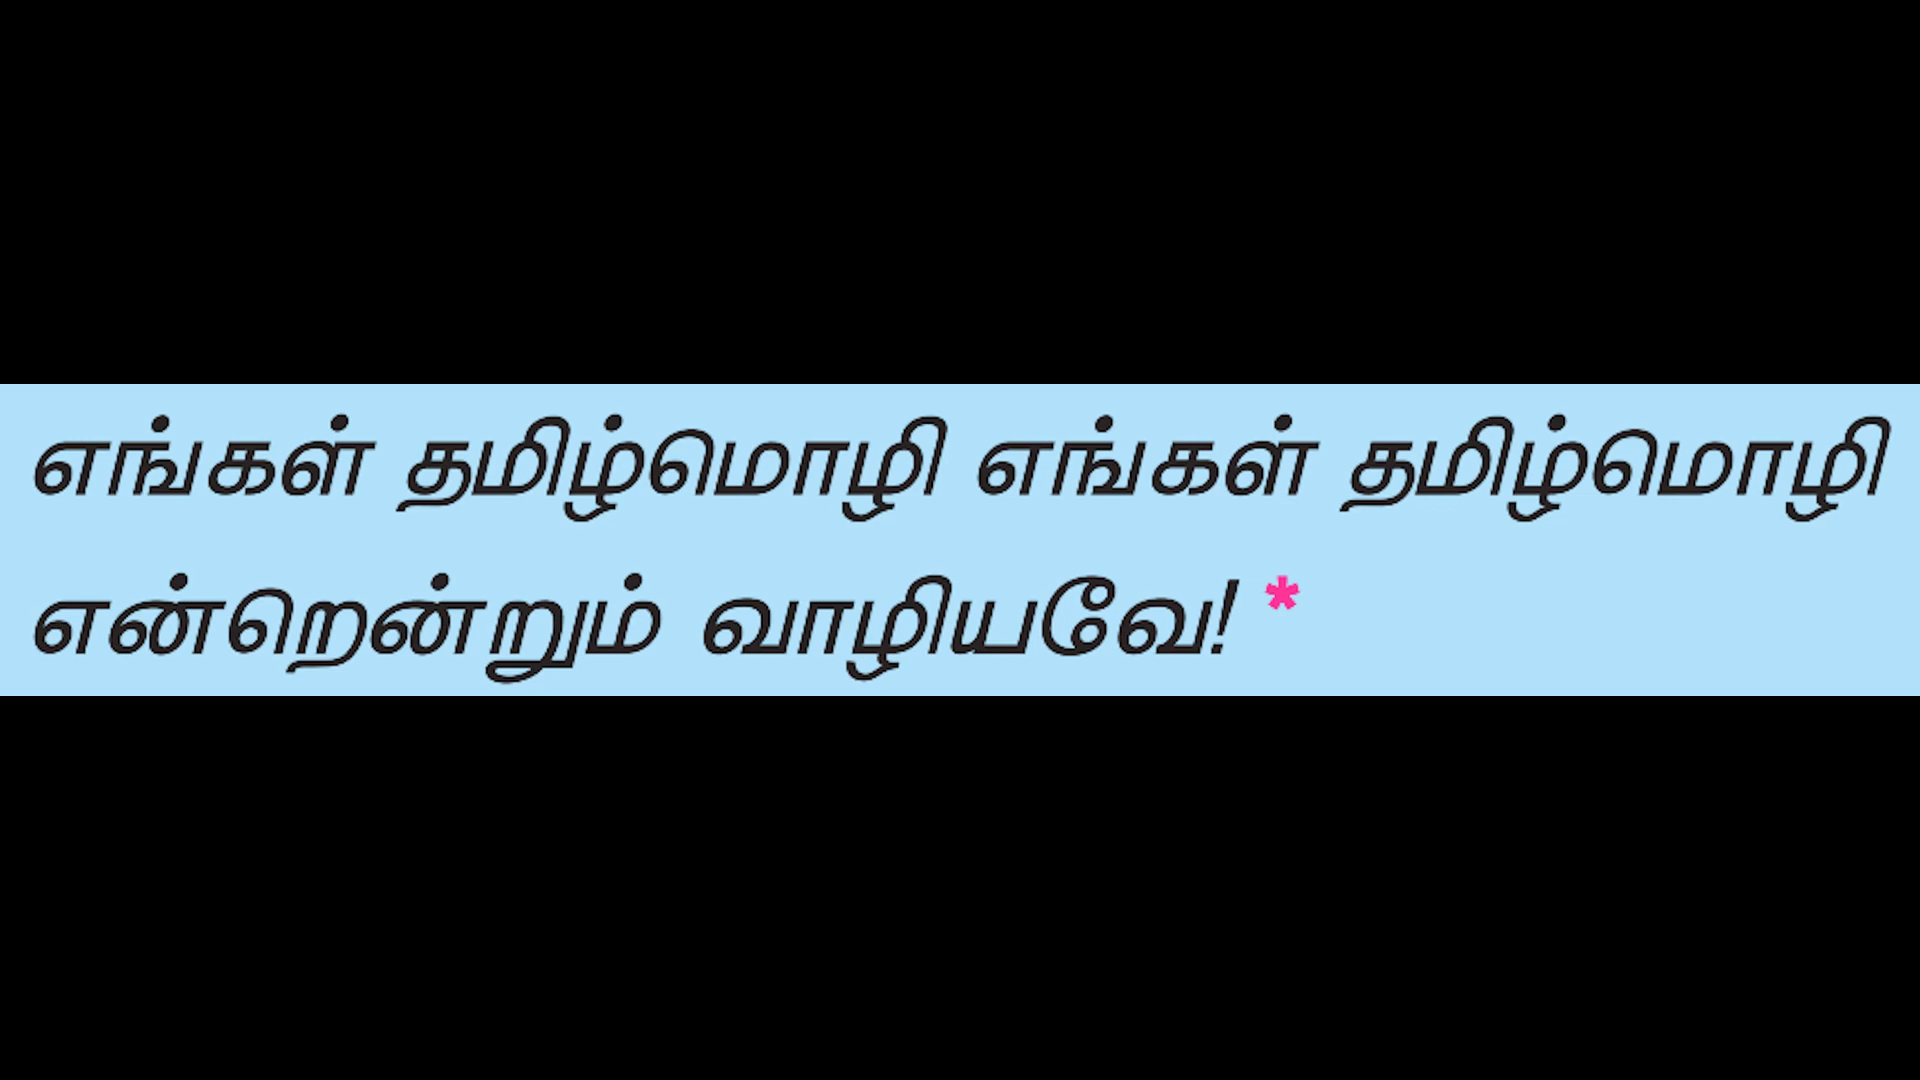 எங்கள் தமிழ்மொழி எங்கள் தமிழ்மொழி
என்றென்றும் வாழியவே! *